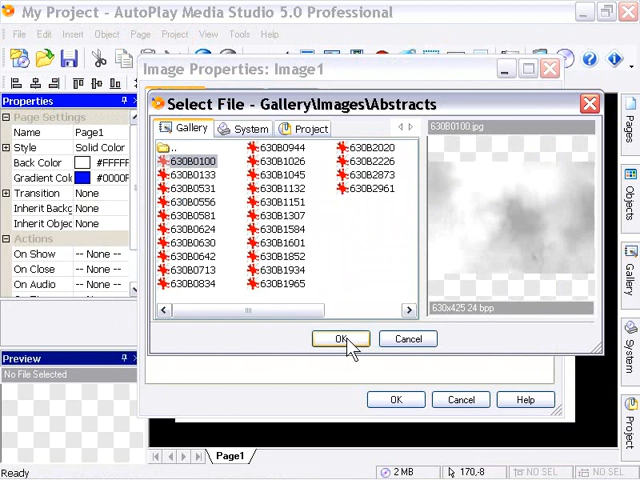 My Project - AutoPlay Media Studio 5.0 Professional
File Edit Insert Object Page Project View Tools Help
Image Properties: Image1
Select File - Gallery\Images\Abstracts
Gallery System Project
630B0100.jpg
..
630B0100
630B0133
630B0531
630B0556
630B0581
630B0624
630B0630
630B0642
630B0713
630B0834
630B0944
630B1026
630B1045
630B1132
630B1151
630B1307
630B1584
630B1601
630B1852
630B1934
630B1965
630B2020
630B2226
630B2873
630B2961
630x425 24 bpp
OK Cancel
OK Cancel Help
Properties
Page Settings
Name Page1
Style Solid Color
Back Color #FFFFF
Gradient Col #0000F
Transition None
Inherit Back None
Inherit Objec None
Actions
On Show -- None --
On Close -- None --
On Audio -- None --
Preview
No File Selected
Pages
Objects
Gallery
System
Project
Page1
Ready 2 MB 170,-8 NO SEL NO SEL